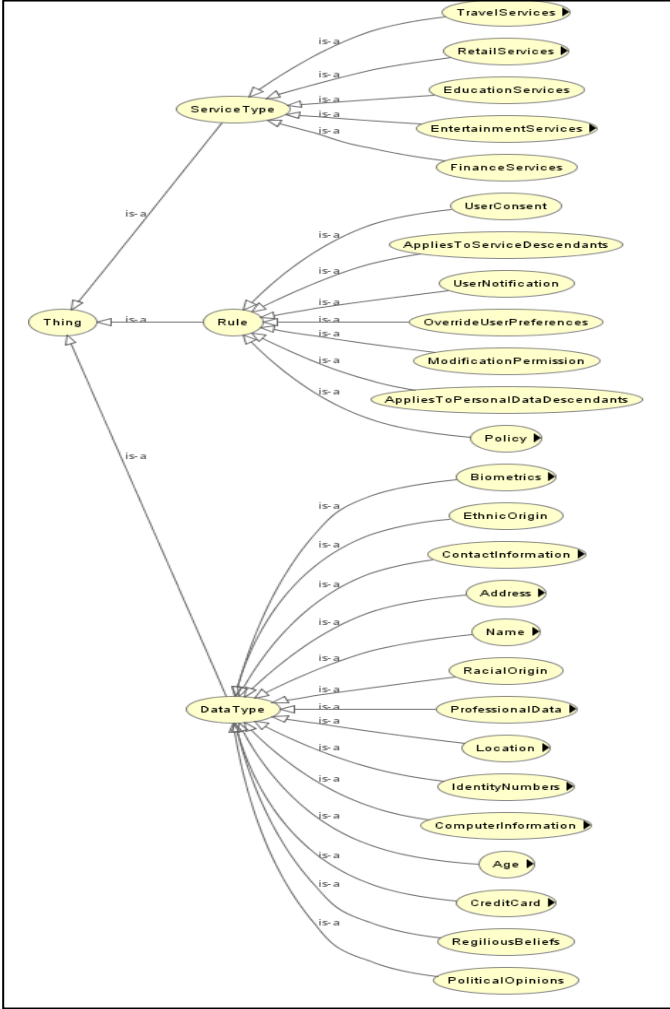 TravelServices
is-a
RetailServices
is-a
EducationServices
is-a
ServiceType
is-a
EntertainmentServices
is-a
FinanceServices
UserConsent
is-a
is-a
is-a
AppliesToServiceDescendants
is-a
UserNotification
is-a
Thing
is-a
Rule
is-a
OverrideUserPreferences
is-a
is-a
ModificationPermission
is-a
AppliesToPersonalDataDescendants
Policy
is-a
Biometrics
is-a
EthnicOrigin
is-a
ContactInformation
is-a
Address
is-a
Name
is-a
RacialOrigin
is-a
DataType
is-a
ProfessionalData
is-a
Location
is-a
is-a
IdentityNumbers
is-a
ComputerInformation
is-a
Age
is-a
CreditCard
is-a
RegiliousBeliefs
PoliticalOpinions